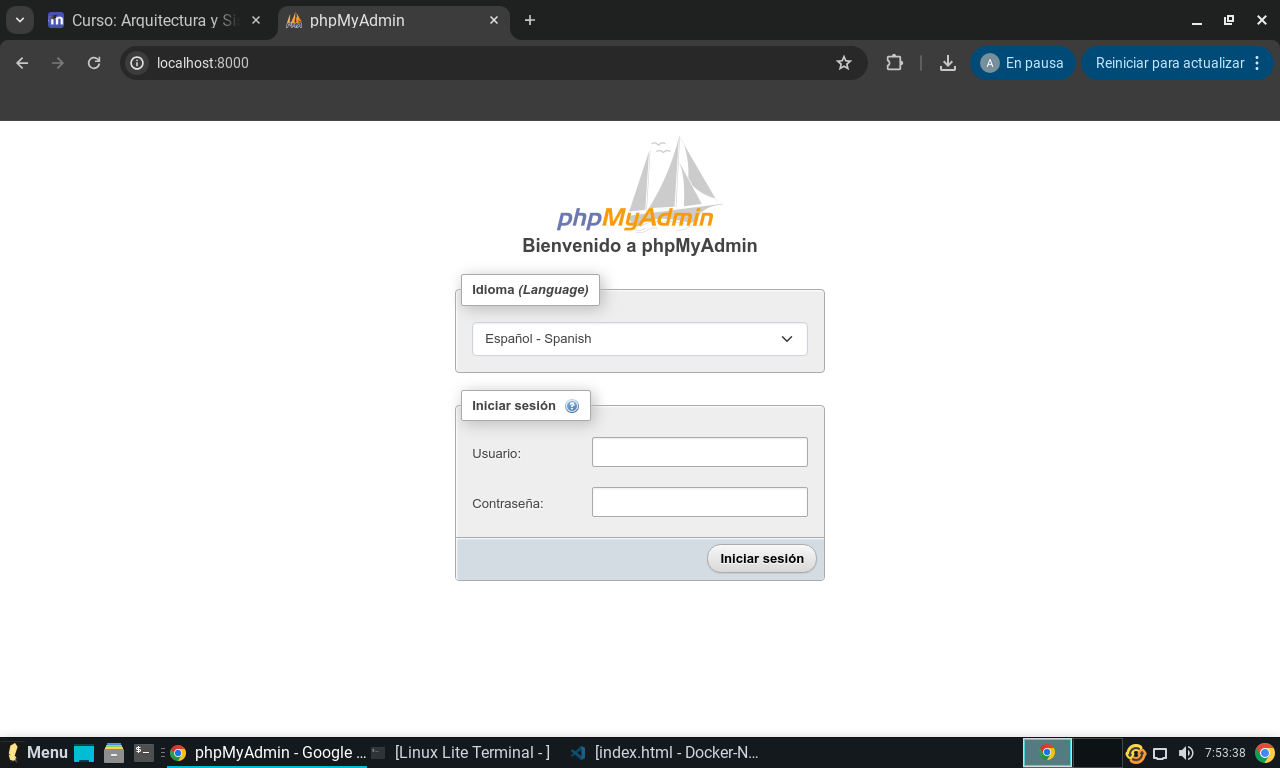 Curso: Arquitectura y Si
phpMyAdmin
localhost:8000
A En pausa
Reiniciar para actualizar
phpMyAdmin
Bienvenido a phpMyAdmin
Idioma (Language)
Español - Spanish
Iniciar sesión
Usuario:
Contraseña:
Iniciar sesión
Menu
phpMyAdmin - Google ...
[Linux Lite Terminal - ]
[index.html - Docker-N...
7:53:38